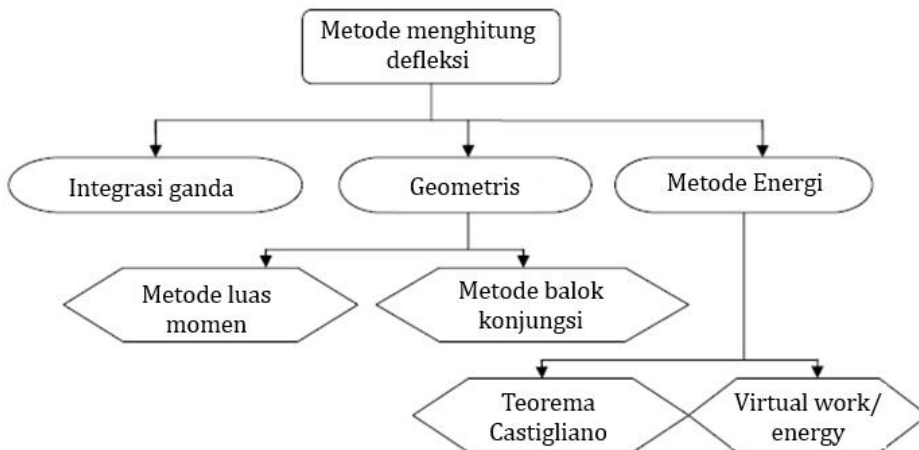 Metode menghitung
defleksi
Integrasi ganda
Geometris
Metode Energi
Metode luas
momen
Metode balok
konjungsi
Teorema
Castigliano
Virtual work/
energy